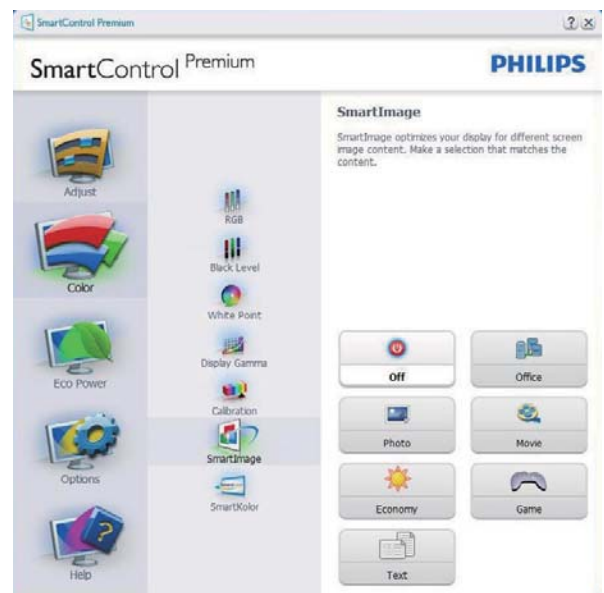 SmartControl Premium
SmartControl Premium
PHILIPS
Adjust
Color
Eco Power
Options
Help
RGB
Black Level
White Point
Display Gamma
Calibration
SmartImage
SmartKolor
SmartImage
SmartImage optimizes your display for different screen
image content. Make a selection that matches the
content.
Off
Office
Photo
Movie
Economy
Game
Text